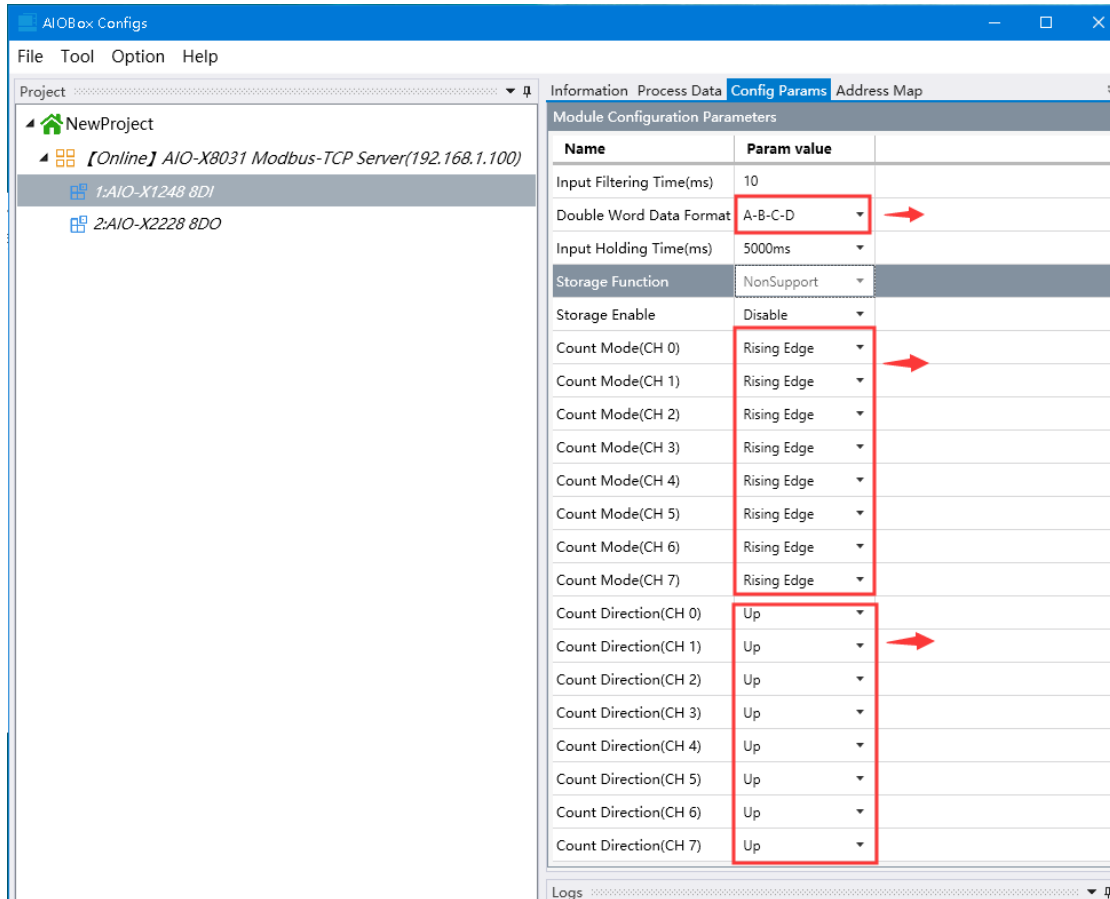 AIOBox Configs
File Tool Option Help
Project
NewProject
【Online】 AIO-X8031 Modbus-TCP Server(192.168.1.100)
1:AIO-X1248 8DI
2:AIO-X2228 8DO
Information Process Data Config Params Address Map
Module Configuration Parameters
Name Param value
Input Filtering Time(ms) 10
Double Word Data Format A-B-C-D
Input Holding Time(ms) 5000ms
Storage Function NonSupport
Storage Enable Disable
Count Mode(CH 0) Rising Edge
Count Mode(CH 1) Rising Edge
Count Mode(CH 2) Rising Edge
Count Mode(CH 3) Rising Edge
Count Mode(CH 4) Rising Edge
Count Mode(CH 5) Rising Edge
Count Mode(CH 6) Rising Edge
Count Mode(CH 7) Rising Edge
Count Direction(CH 0) Up
Count Direction(CH 1) Up
Count Direction(CH 2) Up
Count Direction(CH 3) Up
Count Direction(CH 4) Up
Count Direction(CH 5) Up
Count Direction(CH 6) Up
Count Direction(CH 7) Up
Logs